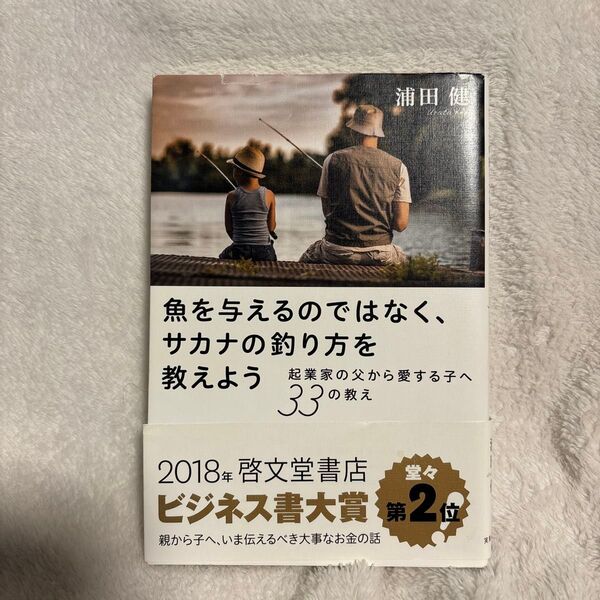 浦田 健
Urata Ken
魚を与えるのではなく、
サカナの釣り方を
教えよう
起業家の父から愛する子へ
33の教え
2018年 啓文堂書店
ビジネス書大賞
堂々
第2位
親から子へ、いま伝えるべき大事なお金の話